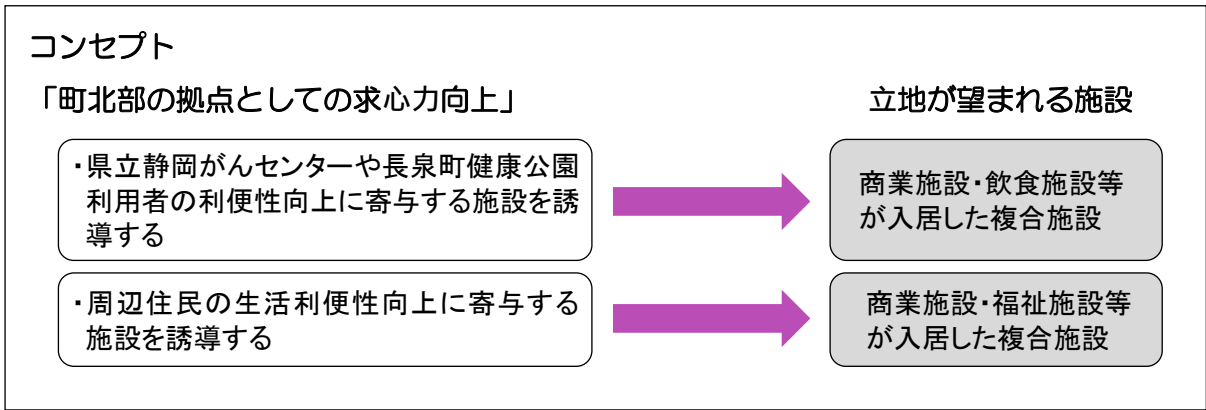 コンセプト
「町北部の拠点としての求心力向上」
立地が望まれる施設
・県立静岡がんセンターや長泉町健康公園
利用者の利便性向上に寄与する施設を誘
導する
商業施設・飲食施設等
が入居した複合施設
・周辺住民の生活利便性向上に寄与する
施設を誘導する
商業施設・福祉施設等
が入居した複合施設